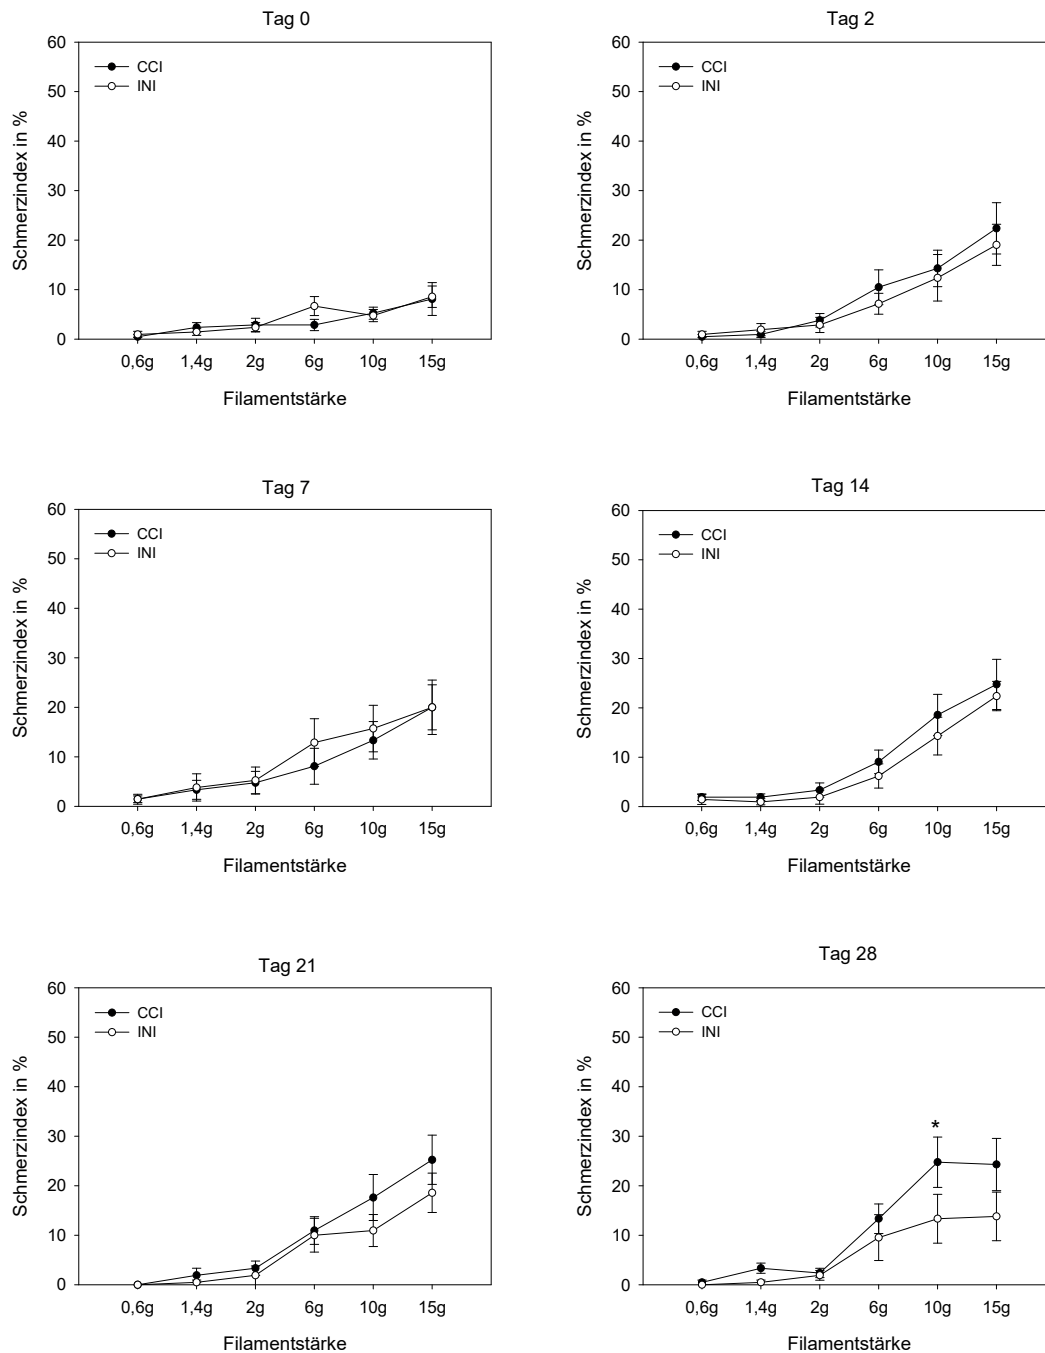 Tag 0
60
50
40
30
20
10
0
Schmerzindex in %
CCI
INI
0,6g 1,4g 2g 6g 10g 15g
Filamentstärke
Tag 2
60
50
40
30
20
10
0
Schmerzindex in %
CCI
INI
0,6g 1,4g 2g 6g 10g 15g
Filamentstärke
Tag 7
60
50
40
30
20
10
0
Schmerzindex in %
CCI
INI
0,6g 1,4g 2g 6g 10g 15g
Filamentstärke
Tag 14
60
50
40
30
20
10
0
Schmerzindex in %
CCI
INI
0,6g 1,4g 2g 6g 10g 15g
Filamentstärke
Tag 21
60
50
40
30
20
10
0
Schmerzindex in %
CCI
INI
0,6g 1,4g 2g 6g 10g 15g
Filamentstärke
Tag 28
60
50
40
30
20
10
0
Schmerzindex in %
CCI
INI
*
0,6g 1,4g 2g 6g 10g 15g
Filamentstärke